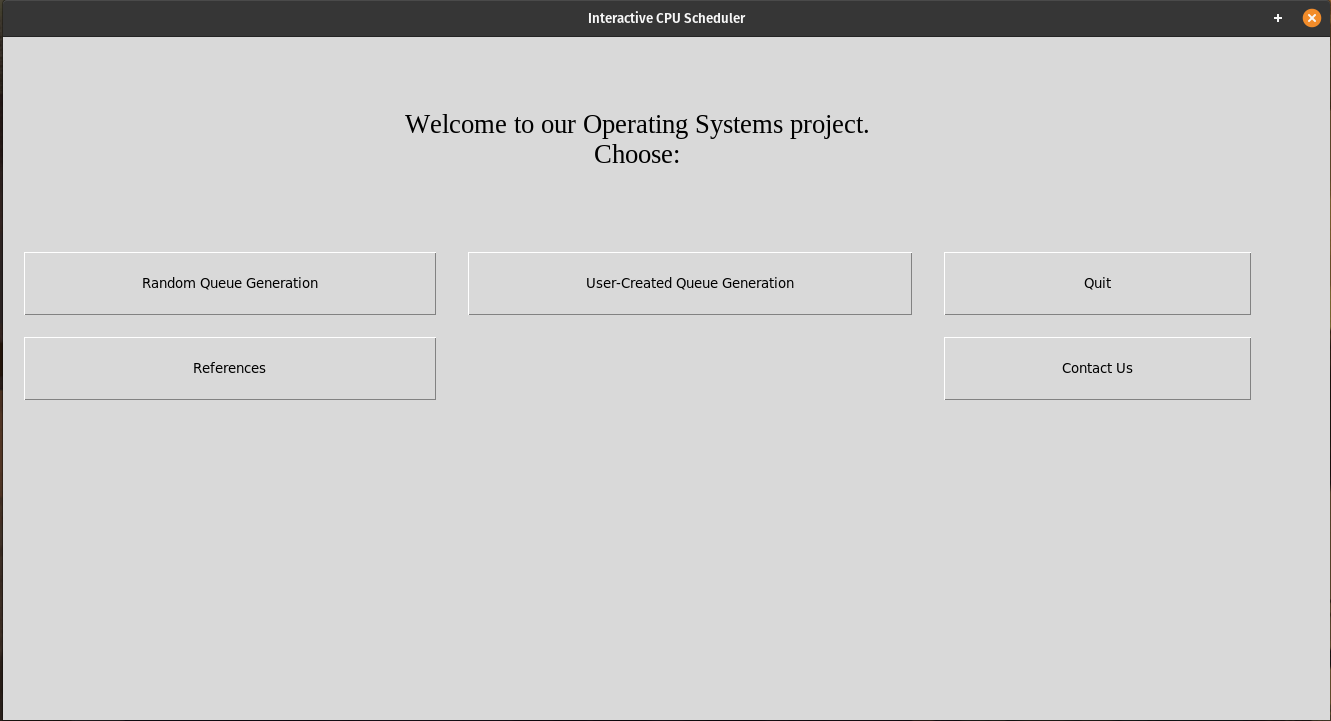 Interactive CPU Scheduler
Welcome to our Operating Systems project.
Choose:
Random Queue Generation
User-Created Queue Generation
Quit
References
Contact Us